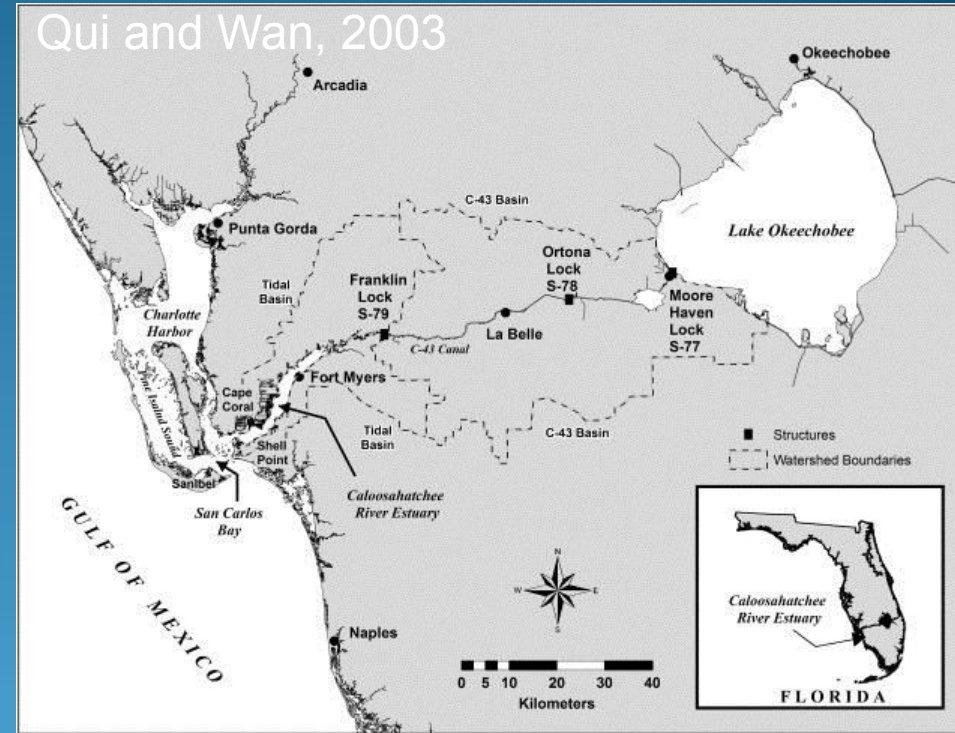 Qui and Wan, 2003
Okeechobee
Arcadia
C-43 Basin
Punta Gorda
Lake Okeechobee
Ortona
Lock
S-78
Tidal
Basin
Franklin
Lock
S-79
Moore
Haven
Lock
S-77
Charlotte
Harbor
La Belle
C-43 Canal
Pine Isalnd Sound
Fort Myers
Cape
Coral
Tidal
Basin
C-43 Basin
Structures
Watershed Boundaries
Shell
Point
Sanibel
San Carlos
Bay
Caloosahatchee
River Estuary
GULF OF MEXICO
N
W
E
S
Naples
0 5 10 20 30 40
Kilometers
Caloosahatchee
River Estuary
FLORIDA